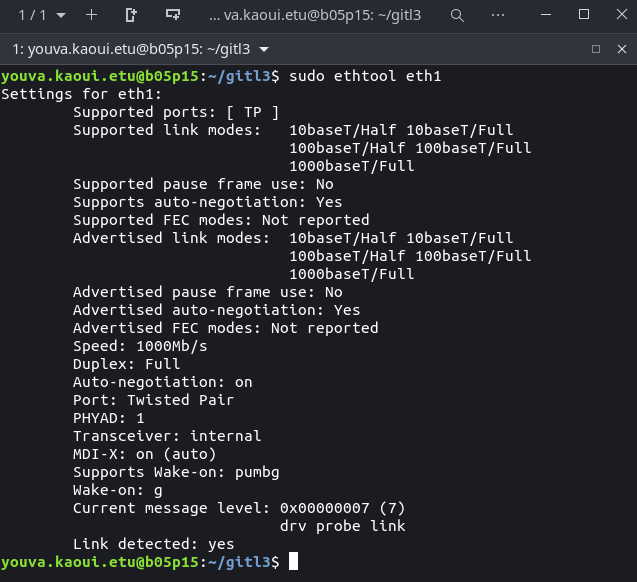 1 / 1
... va.kaoui.etu@b05p15: ~/gitl3
1: youva.kaoui.etu@b05p15: ~/gitl3
youva.kaoui.etu@b05p15:~/gitl3$ sudo ethtool eth1
Settings for eth1:
Supported ports: [ TP ]
Supported link modes:   10baseT/Half 10baseT/Full
100baseT/Half 100baseT/Full
1000baseT/Full
Supported pause frame use: No
Supports auto-negotiation: Yes
Supported FEC modes: Not reported
Advertised link modes:  10baseT/Half 10baseT/Full
100baseT/Half 100baseT/Full
1000baseT/Full
Advertised pause frame use: No
Advertised auto-negotiation: Yes
Advertised FEC modes: Not reported
Speed: 1000Mb/s
Duplex: Full
Auto-negotiation: on
Port: Twisted Pair
PHYAD: 1
Transceiver: internal
MDI-X: on (auto)
Supports Wake-on: pumbg
Wake-on: g
Current message level: 0x00000007 (7)
drv probe link
Link detected: yes
youva.kaoui.etu@b05p15:~/gitl3$